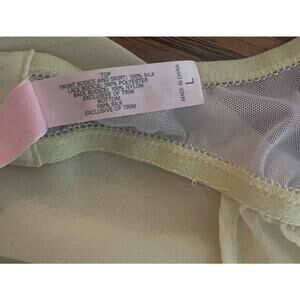 TOP
FRONT BODICE AND SKIRT: 100% SILK
LACE BODICE: 100% POLYESTER
BACK BODICE: 100% NYLON
EXCLUSIVE OF TRIM
BOTTOM
100% SILK
EXCLUSIVE OF TRIM
MADE IN CHINA
L